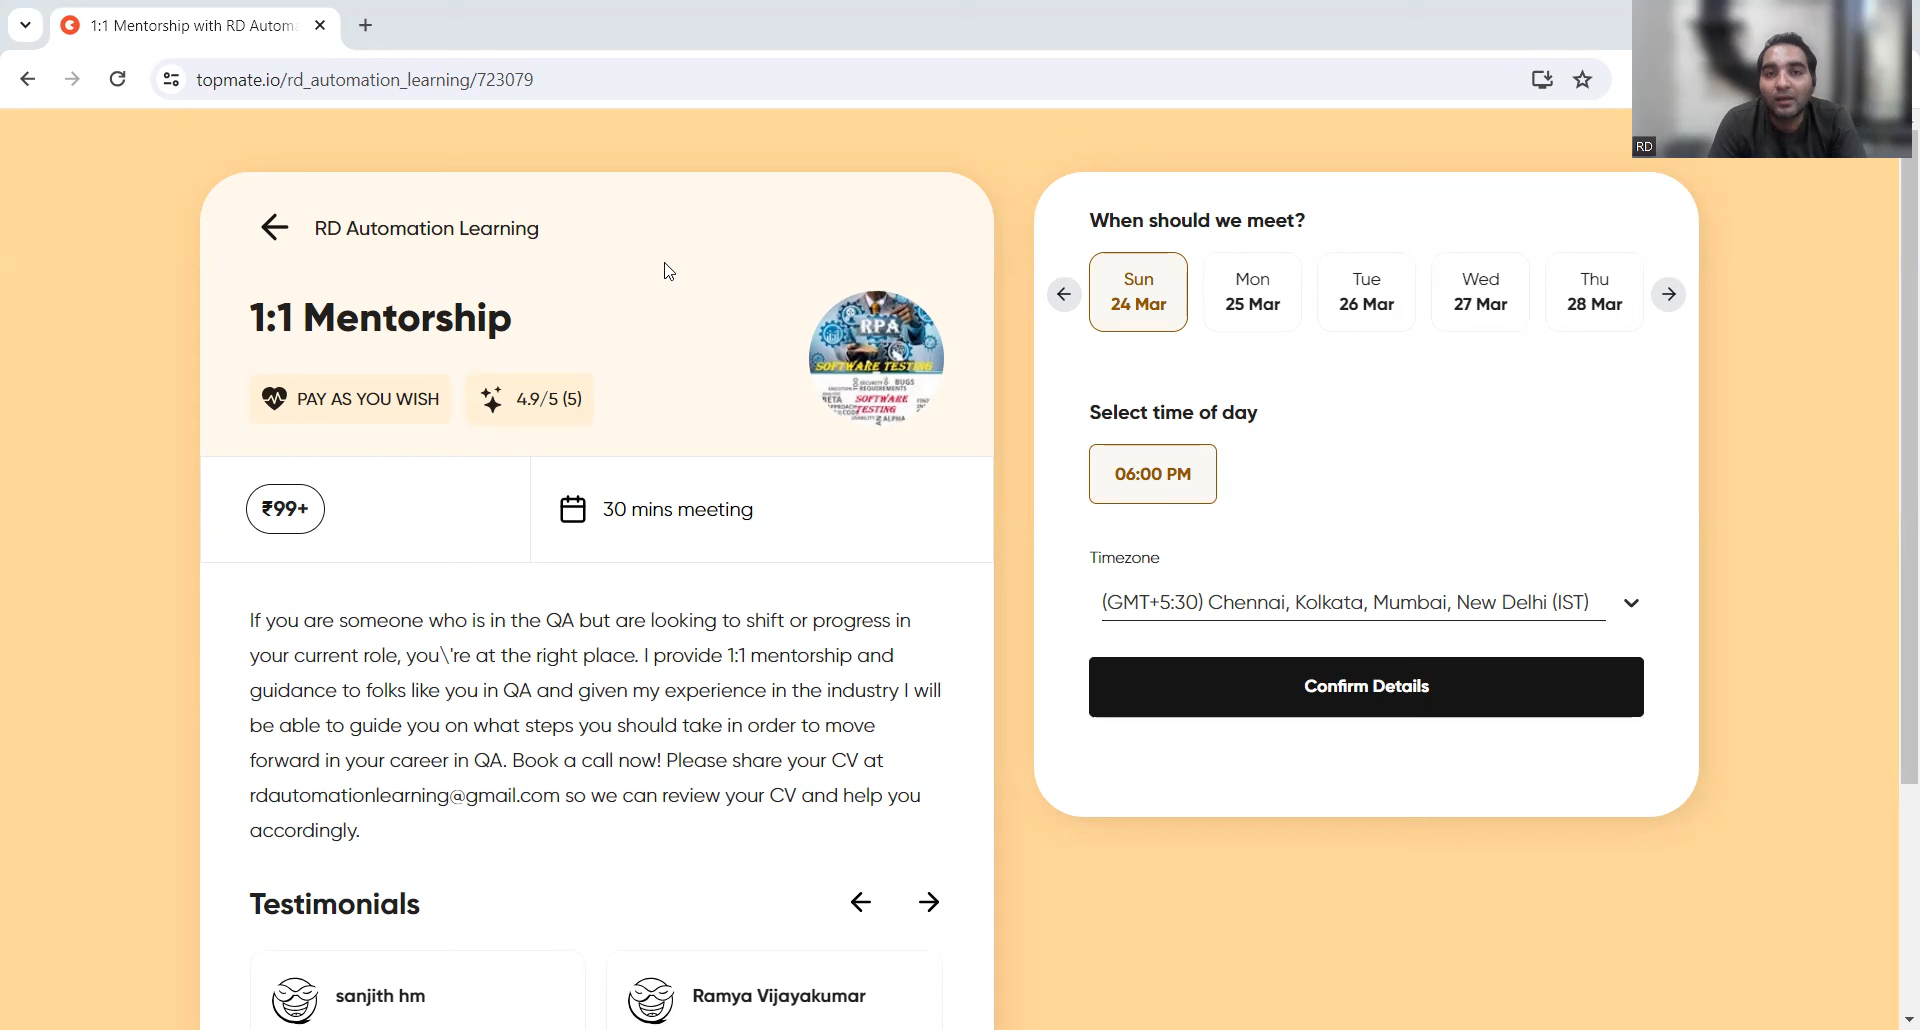 1:1 Mentorship with RD Autom
topmate.io/rd_automation_learning/723079
RD
RD Automation Learning
1:1 Mentorship
RPA
SOFTWARE TESTING
SECURITY
BUGS
REQUIREMENTS
SOFTWARE
TESTING
ALPHA
PAY AS YOU WISH
4.9/5 (5)
₹99+
30 mins meeting
If you are someone who is in the QA but are looking to shift or progress in
your current role, you\'re at the right place. I provide 1:1 mentorship and
guidance to folks like you in QA and given my experience in the industry I will
be able to guide you on what steps you should take in order to move
forward in your career in QA. Book a call now! Please share your CV at
rdautomationlearning@gmail.com so we can review your CV and help you
accordingly.
Testimonials
sanjith hm
Ramya Vijayakumar
When should we meet?
Sun
24 Mar
Mon
25 Mar
Tue
26 Mar
Wed
27 Mar
Thu
28 Mar
Select time of day
06:00 PM
Timezone
(GMT+5:30) Chennai, Kolkata, Mumbai, New Delhi (IST)
Confirm Details